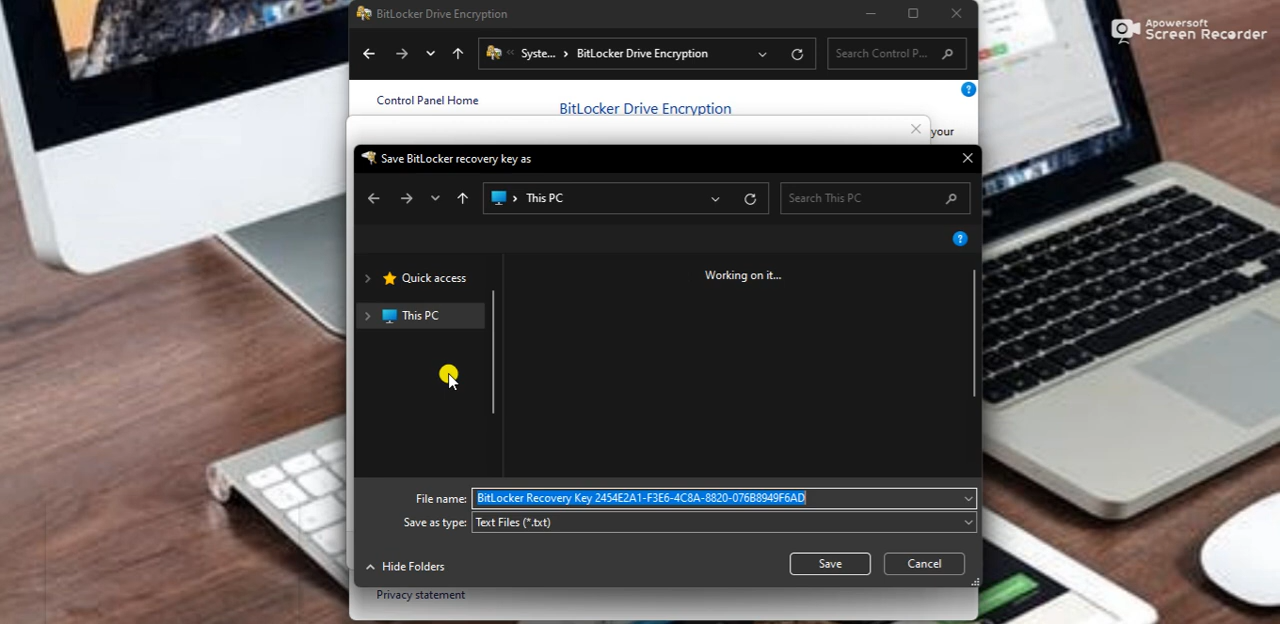 BitLocker Drive Encryption
Apowersoft
Screen Recorder
Syste... › BitLocker Drive Encryption
Search Control P...
Control Panel Home
BitLocker Drive Encryption
your
Save BitLocker recovery key as
This PC
Search This PC
Quick access
Working on it...
This PC
File name: BitLocker Recovery Key 2454E2A1-F3E6-4C8A-8820-076B8949F6AD
Save as type: Text Files (*.txt)
Hide Folders
Save
Cancel
Privacy statement